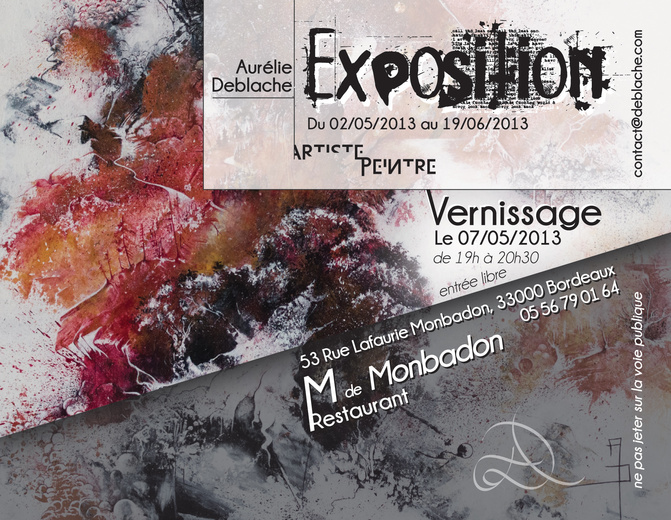 Aurélie
Deblache
Exposition
Du 02/05/2013 au 19/06/2013
ARTISTE
PEINTRE
contact@deblache.com
Vernissage
Le 07/05/2013
de 19h à 20h30
entrée libre
53 Rue Lafaurie Monbadon, 33000 Bordeaux
05 56 79 01 64
M de Monbadon
Restaurant
ne pas jeter sur la voie publique